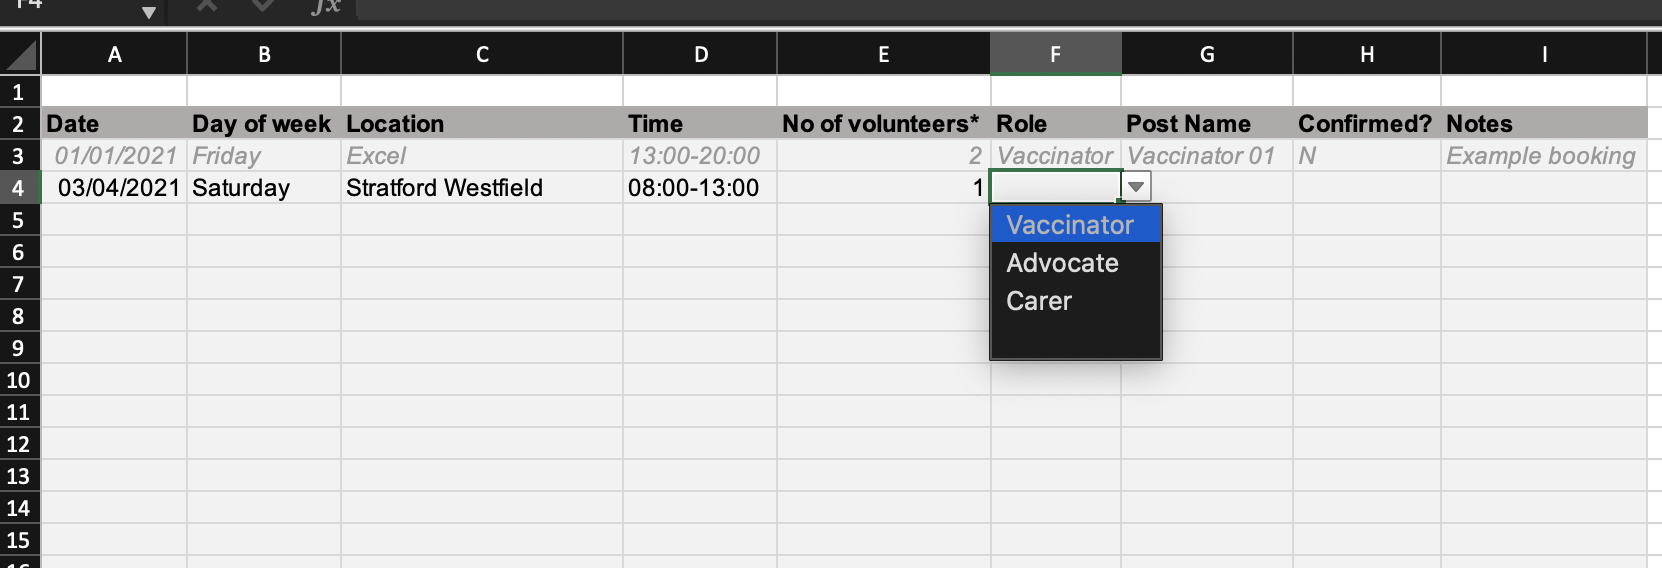 F4 fx
A B C D E F G H I
1
2 Date Day of week Location Time No of volunteers* Role Post Name Confirmed? Notes
3 01/01/2021 Friday Excel 13:00-20:00 2 Vaccinator Vaccinator 01 N Example booking
4 03/04/2021 Saturday Stratford Westfield 08:00-13:00 1
5 Vaccinator
6 Advocate
7 Carer
8
9
10
11
12
13
14
15
16